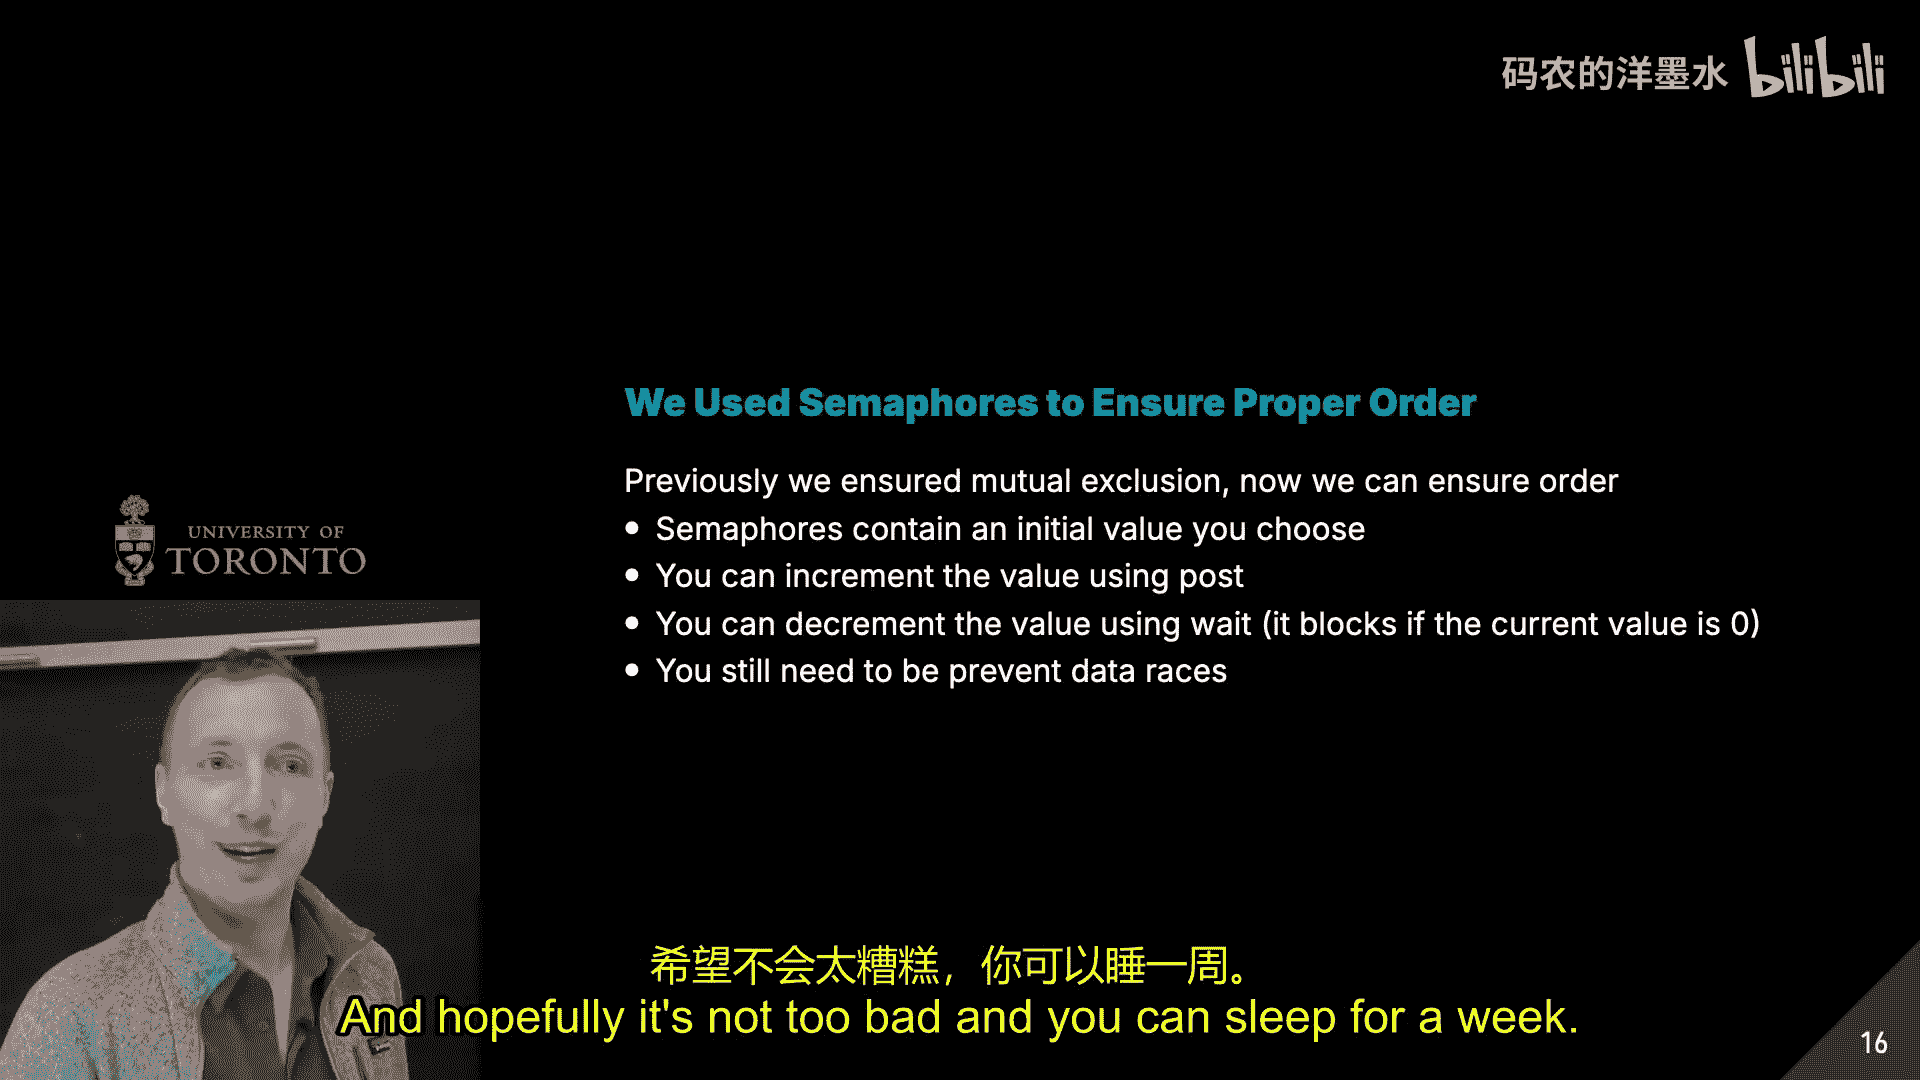 码农的洋墨水 bilibili
We Used Semaphores to Ensure Proper Order
Previously we ensured mutual exclusion, now we can ensure order
• Semaphores contain an initial value you choose
• You can increment the value using post
• You can decrement the value using wait (it blocks if the current value is 0)
• You still need to be prevent data races
UNIVERSITY OF
TORONTO
希望不会太糟糕，你可以睡一周。
And hopefully it's not too bad and you can sleep for a week.
16